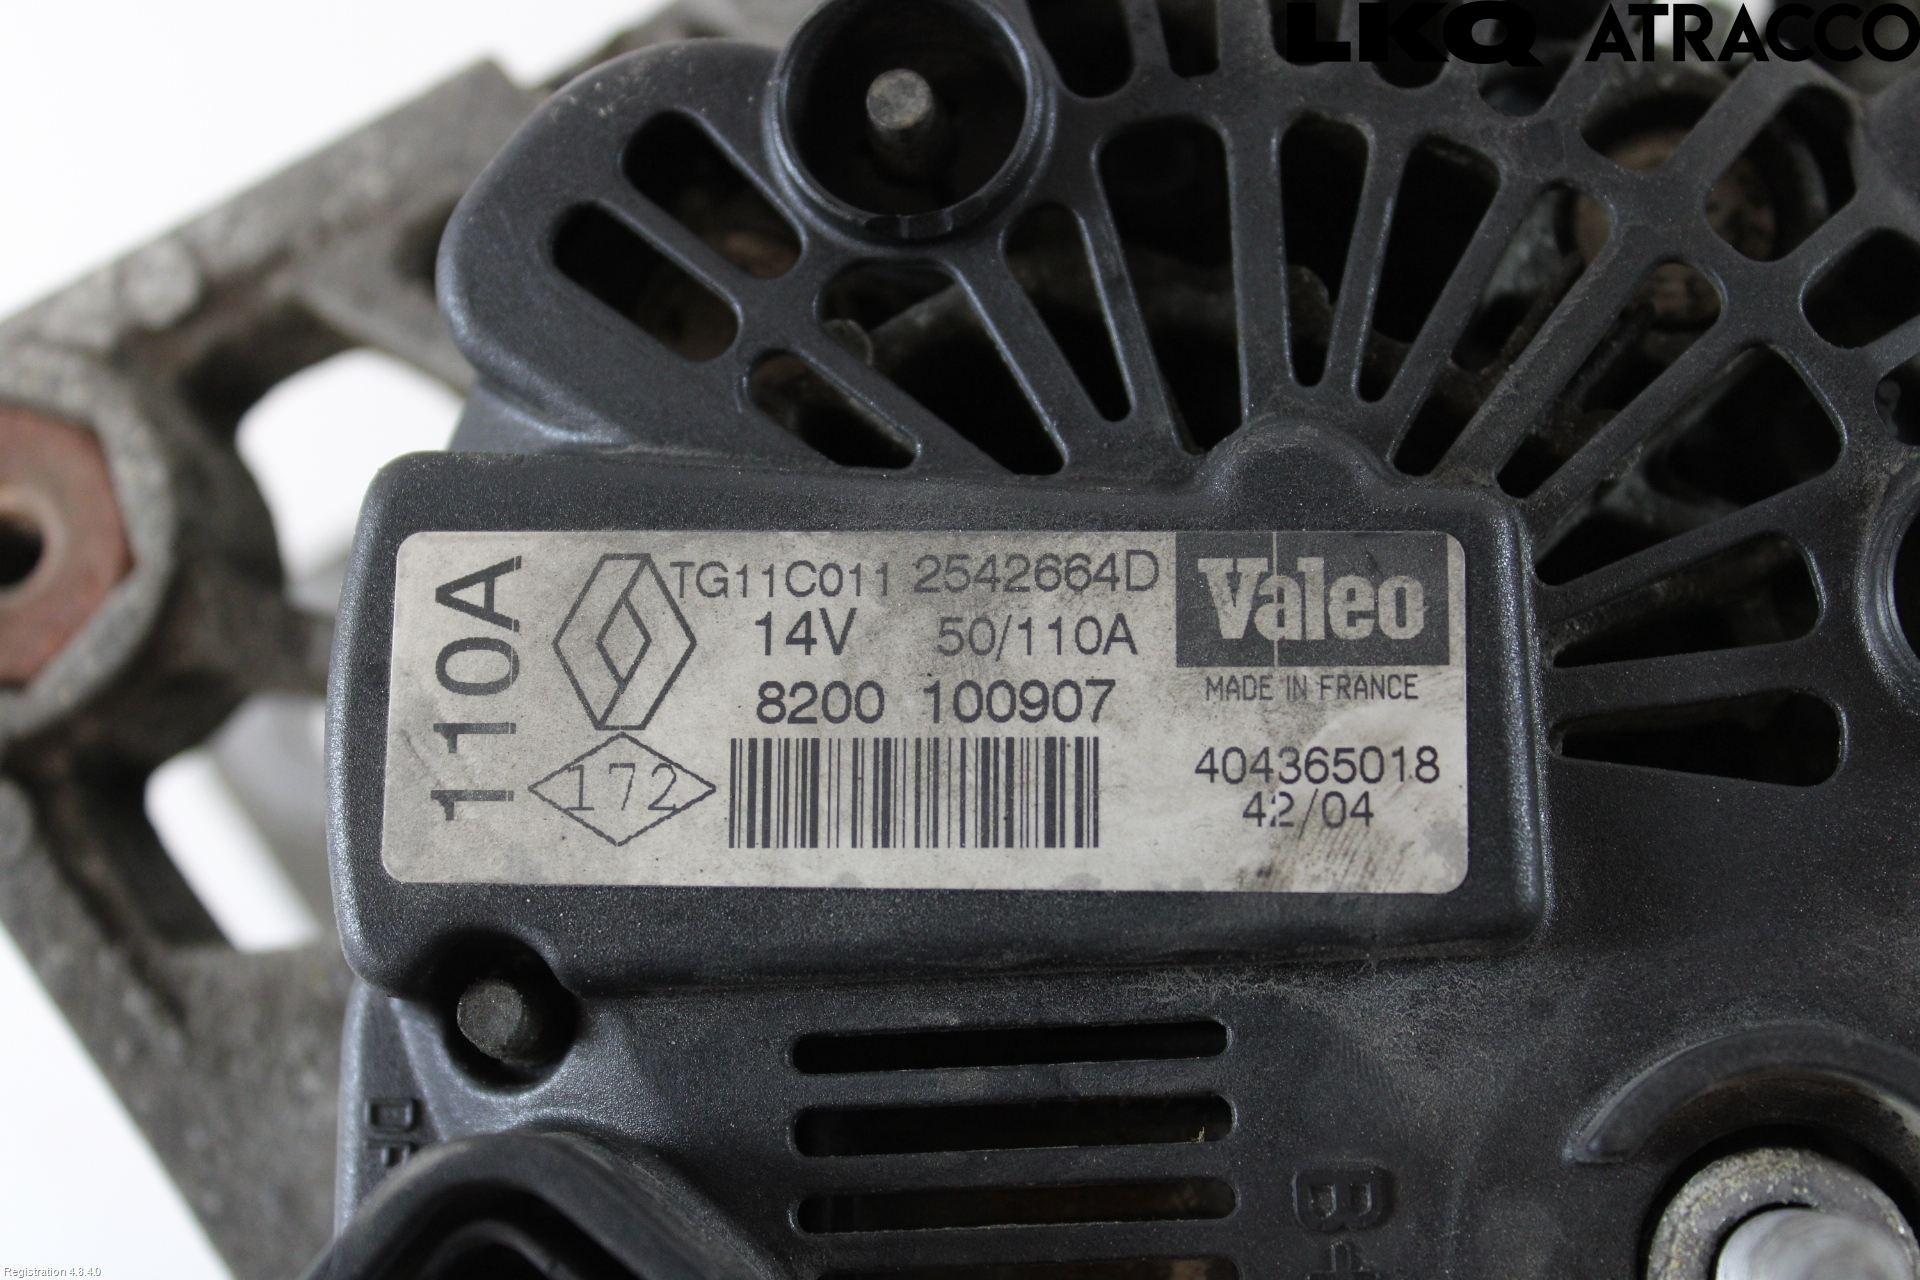 LKQ ATRACCO
110A
TG11C011 2542664D
14V 50/110A
8200 100907
172
Valeo
MADE IN FRANCE
404365018
42/04
DF
B+
Registration 4.8.4.0